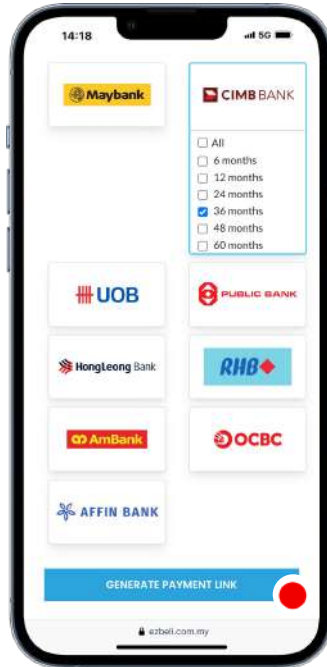 14:18
5G
Maybank
CIMB BANK
All
6 months
12 months
24 months
36 months
48 months
60 months
UOB
PUBLIC BANK
HongLeong Bank
RHB
AmBank
OCBC
AFFIN BANK
GENERATE PAYMENT LINK
ezbeli.com.my